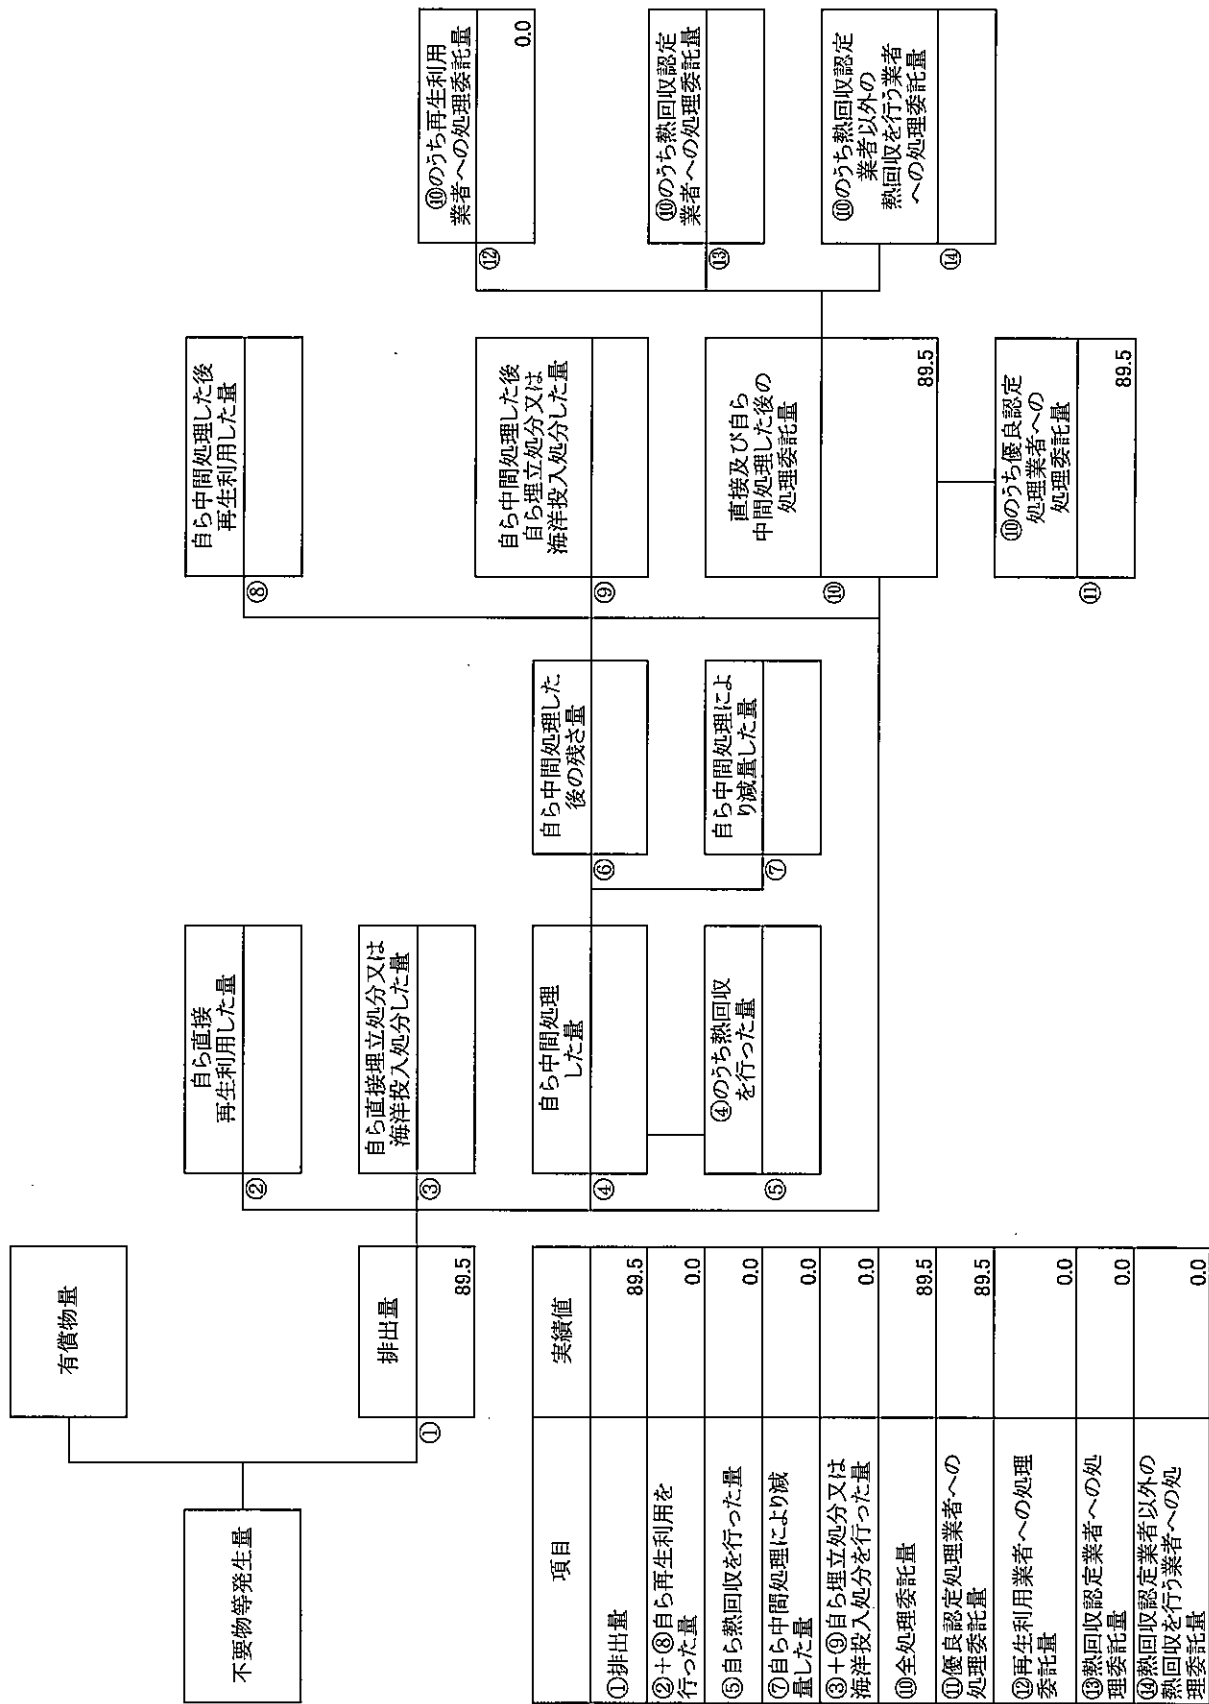 不要物等発生量
有償物量
排出量
①
89.5
②
自ら直接
再生利用した量
③
自ら直接埋立処分又は
海洋投入処分した量
④
自ら中間処理
した量
⑤
④のうち熱回収
を行った量
⑥
自ら中間処理した
後の残さ量
⑦
自ら中間処理によ
り減量した量
⑧
自ら中間処理した後
再生利用した量
⑨
自ら中間処理した後
自ら埋立処分又は
海洋投入処分した量
⑩
直接及び自ら
中間処理した後の
処理委託量
89.5
⑪
⑩のうち優良認定
処理業者への
処理委託量
89.5
⑫
⑩のうち再生利用
業者への処理委託量
0.0
⑬
⑩のうち熱回収認定
業者への処理委託量
⑭
⑩のうち熱回収認定
業者以外の
熱回収を行う業者
への処理委託量
項目 実績値
①排出量 89.5
②+⑧自ら再生利用を
行った量 0.0
⑤自ら熱回収を行った量 0.0
⑦自ら中間処理により減
量した量 0.0
③+⑨自ら埋立処分又は
海洋投入処分を行った量 0.0
⑩全処理委託量 89.5
⑪優良認定処理業者への
処理委託量 89.5
⑫再生利用業者への処理
委託量 0.0
⑬熱回収認定業者への処
理委託量 0.0
⑭熱回収認定業者以外の
熱回収を行う業者への処
理委託量 0.0